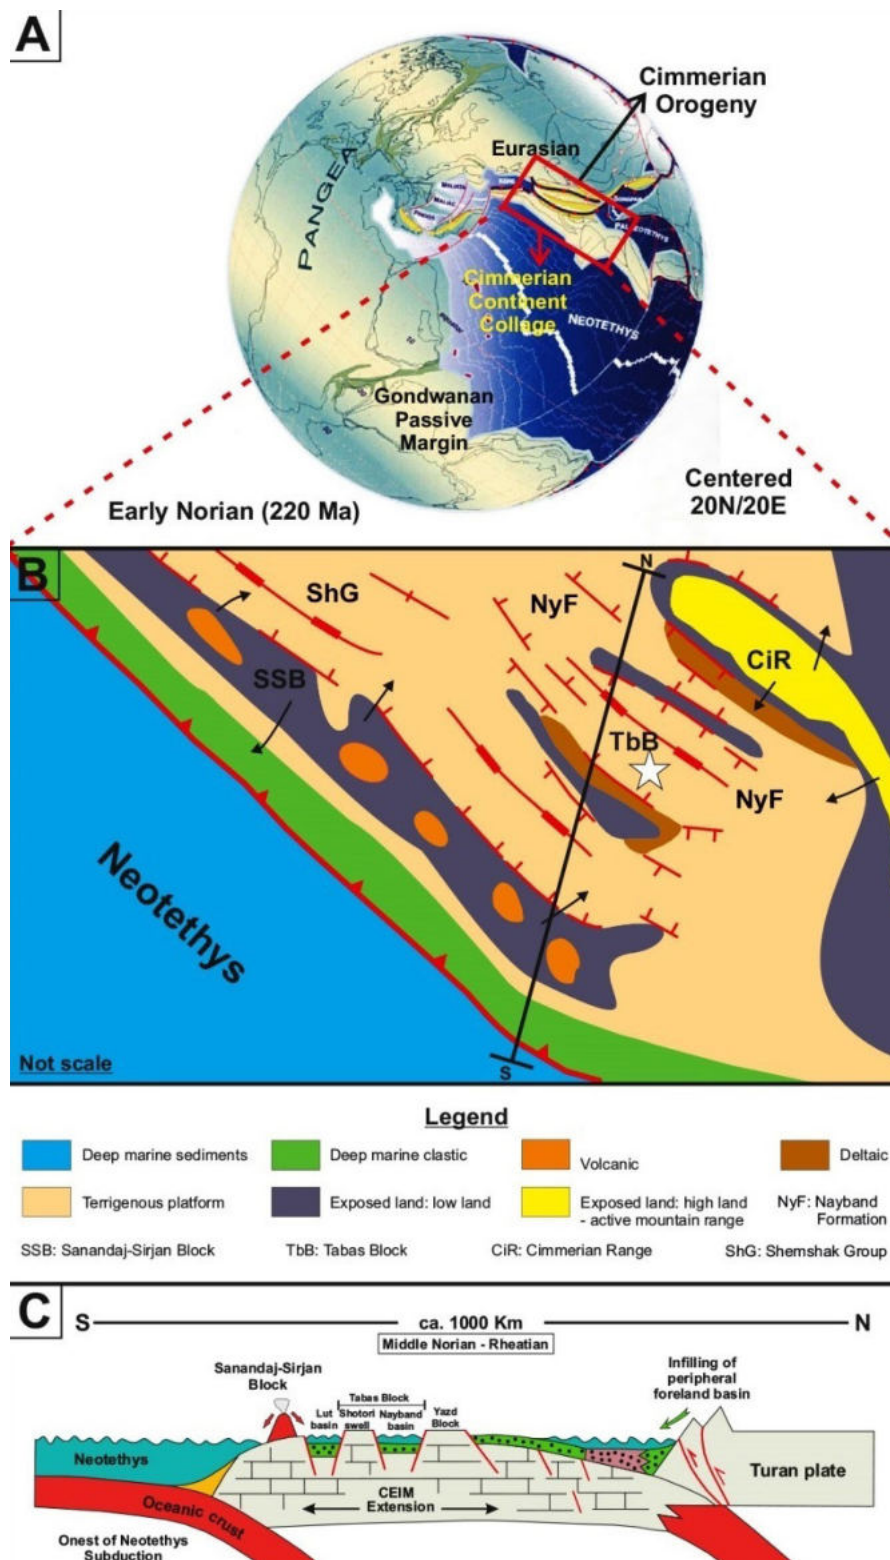 A
Cimmerian
Orogeny
Eurasian
PANGEA
PALAEOTETHYS
Cimmerian
Continent
Collage
NEOTETHYS
Gondwanan
Passive
Margin
Centered
20N/20E
Early Norian (220 Ma)
B
N
ShG
NyF
CiR
SSB
TbB
NyF
Neotethys
Not scale
S
Legend
Deep marine sediments
Deep marine clastic
Volcanic
Deltaic
Terrigenous platform
Exposed land: low land
Exposed land: high land
- active mountain range
NyF: Nayband
Formation
SSB: Sanandaj-Sirjan Block
TbB: Tabas Block
CiR: Cimmerian Range
ShG: Shemshak Group
C
S
ca. 1000 Km
N
Middle Norian - Rheatian
Sanandaj-Sirjan
Block
Tabas Block
Lut
basin
Shotori
swell
Nayband
basin
Yazd
Block
Infilling of
peripheral
foreland basin
Neotethys
Turan plate
CEIM
Extension
Oceanic crust
Onest of Neotethys
Subduction